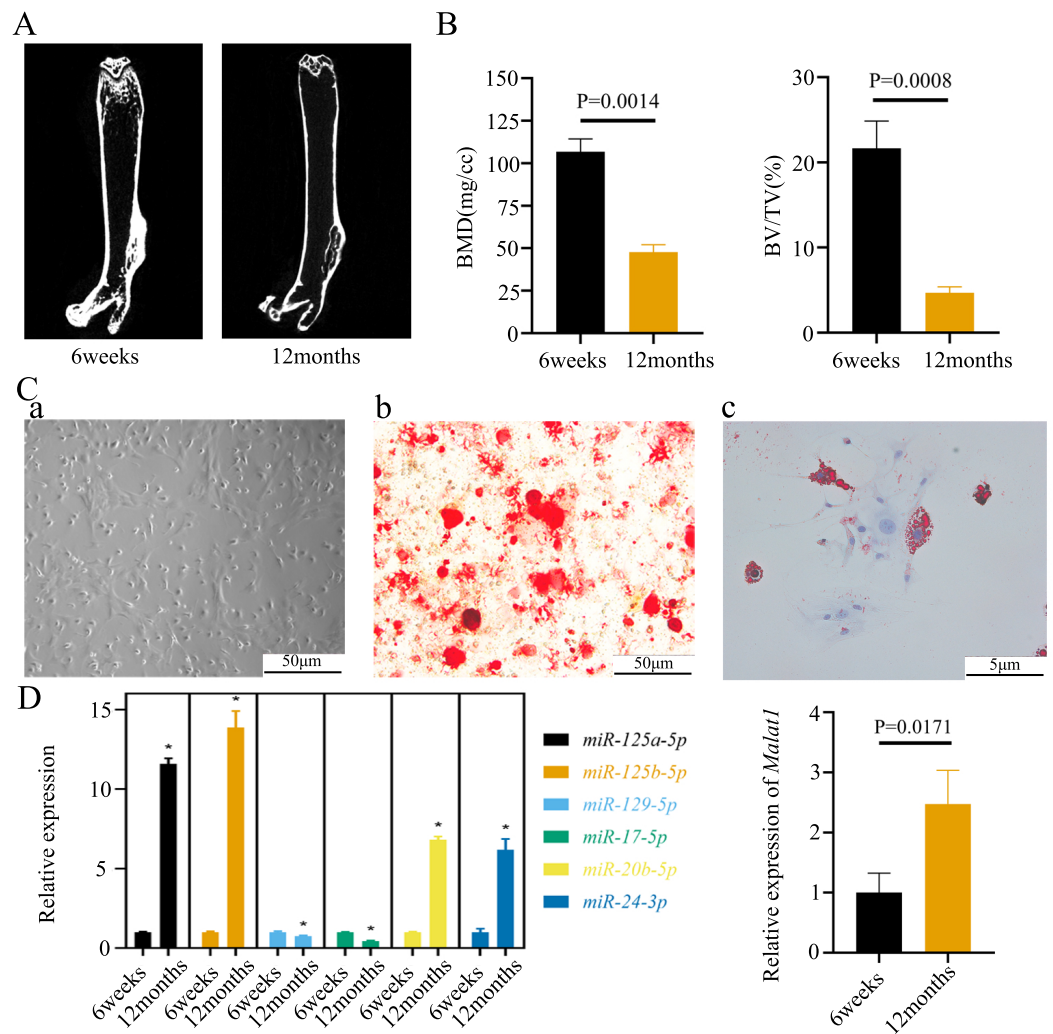 A
6weeks
12months
B
BMD(mg/cc)
150
125
100
75
50
25
0
P=0.0014
6weeks
12months
BV/TV(%)
30
20
10
0
P=0.0008
6weeks
12months
C
a
50μm
b
50μm
c
5μm
D
Relative expression
15
10
5
0
*
*
*
*
*
*
6weeks
12months
6weeks
12months
6weeks
12months
6weeks
12months
6weeks
12months
6weeks
12months
miR-125a-5p
miR-125b-5p
miR-129-5p
miR-17-5p
miR-20b-5p
miR-24-3p
Relative expression of Malat1
4
3
2
1
0
P=0.0171
6weeks
12months